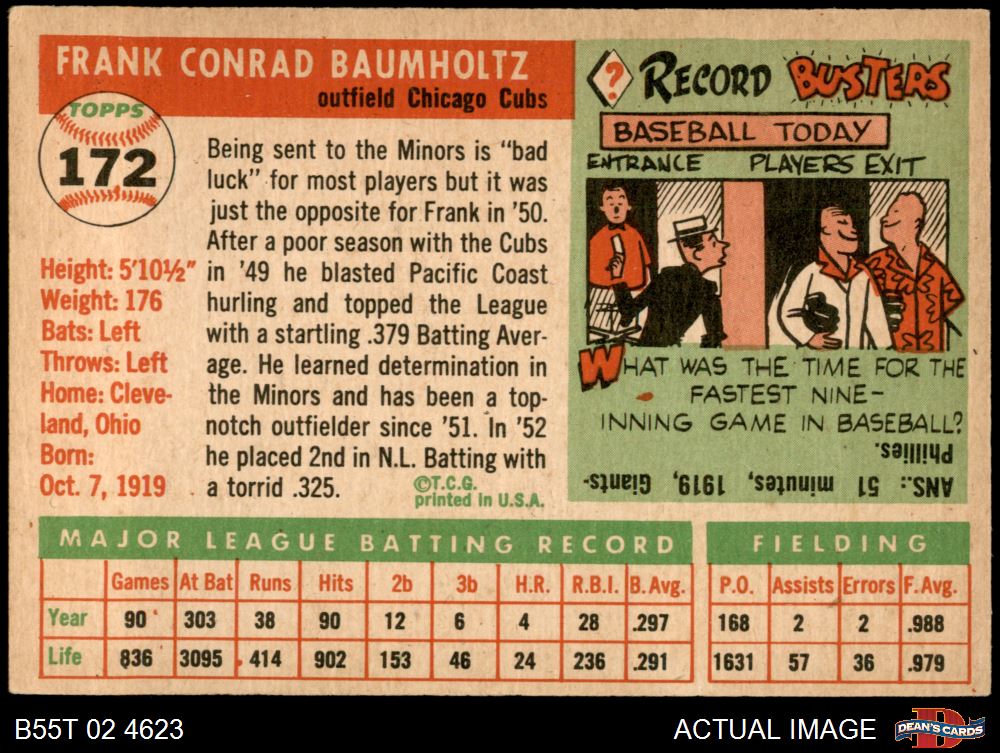 FRANK CONRAD BAUMHOLTZ
outfield Chicago Cubs
TOPPS
172
Height: 5'10½"
Weight: 176
Bats: Left
Throws: Left
Home: Cleve-
land, Ohio
Born:
Oct. 7, 1919
Being sent to the Minors is "bad
luck" for most players but it was
just the opposite for Frank in '50.
After a poor season with the Cubs
in '49 he blasted Pacific Coast
hurling and topped the League
with a startling .379 Batting Aver-
age. He learned determination in
the Minors and has been a top-
notch outfielder since '51. In '52
he placed 2nd in N.L. Batting with
a torrid .325.
©T.C.G.
printed in U.S.A.
? RECORD BUSTERS
BASEBALL TODAY
ENTRANCE PLAYERS EXIT
WHAT WAS THE TIME FOR THE
FASTEST NINE-
INNING GAME IN BASEBALL?
ANS.: 51 minutes, 1919, Giants-
Phillies.
MAJOR LEAGUE BATTING RECORD
Games At Bat Runs Hits 2b 3b H.R. R.B.I. B. Avg.
Year 90 303 38 90 12 6 4 28 .297
Life 836 3095 414 902 153 46 24 236 .291
FIELDING
P.O. Assists Errors F. Avg.
168 2 2 .988
1631 57 36 .979
B55T 02 4623
ACTUAL IMAGE
DEAN'S CARDS